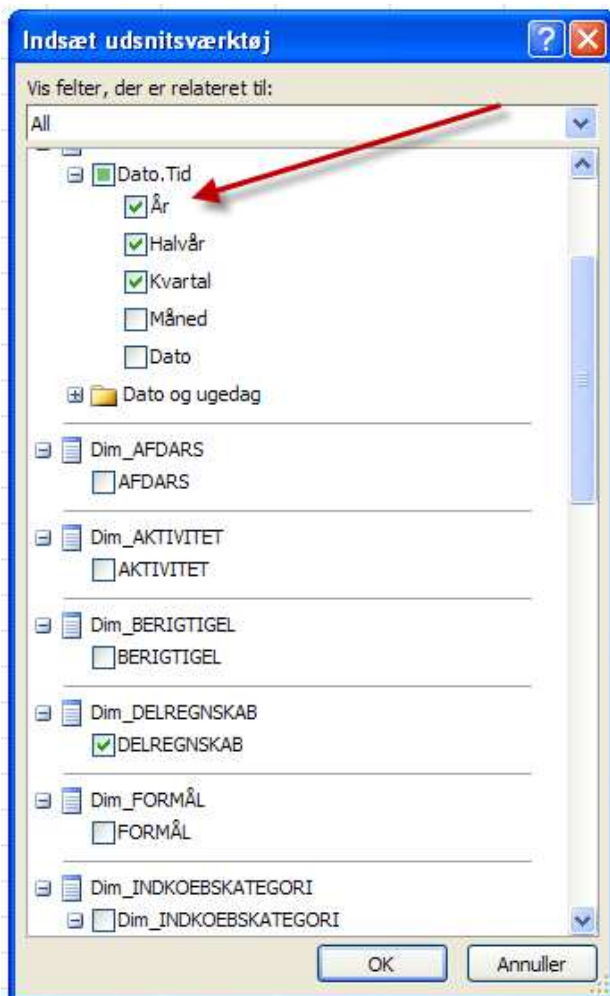 Indsæt udsnitsværktøj
Vis felter, der er relateret til:
All
Dato.Tid
År
Halvår
Kvartal
Måned
Dato
Dato og ugedag
Dim_AFDARS
AFDARS
Dim_AKTIVITET
AKTIVITET
Dim_BERIGTIGEL
BERIGTIGEL
Dim_DELREGNSKAB
DELREGNSKAB
Dim_FORMÅL
FORMÅL
Dim_INDKOEBSKATEGORI
Dim_INDKOEBSKATEGORI
OK Annuller